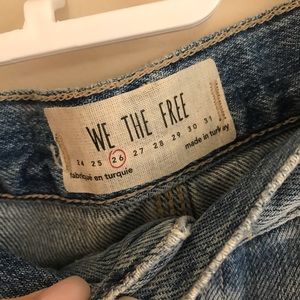 WE THE FREE
24 25 26 27 28 29 30 31
fabriqué en turquie
made in turkey